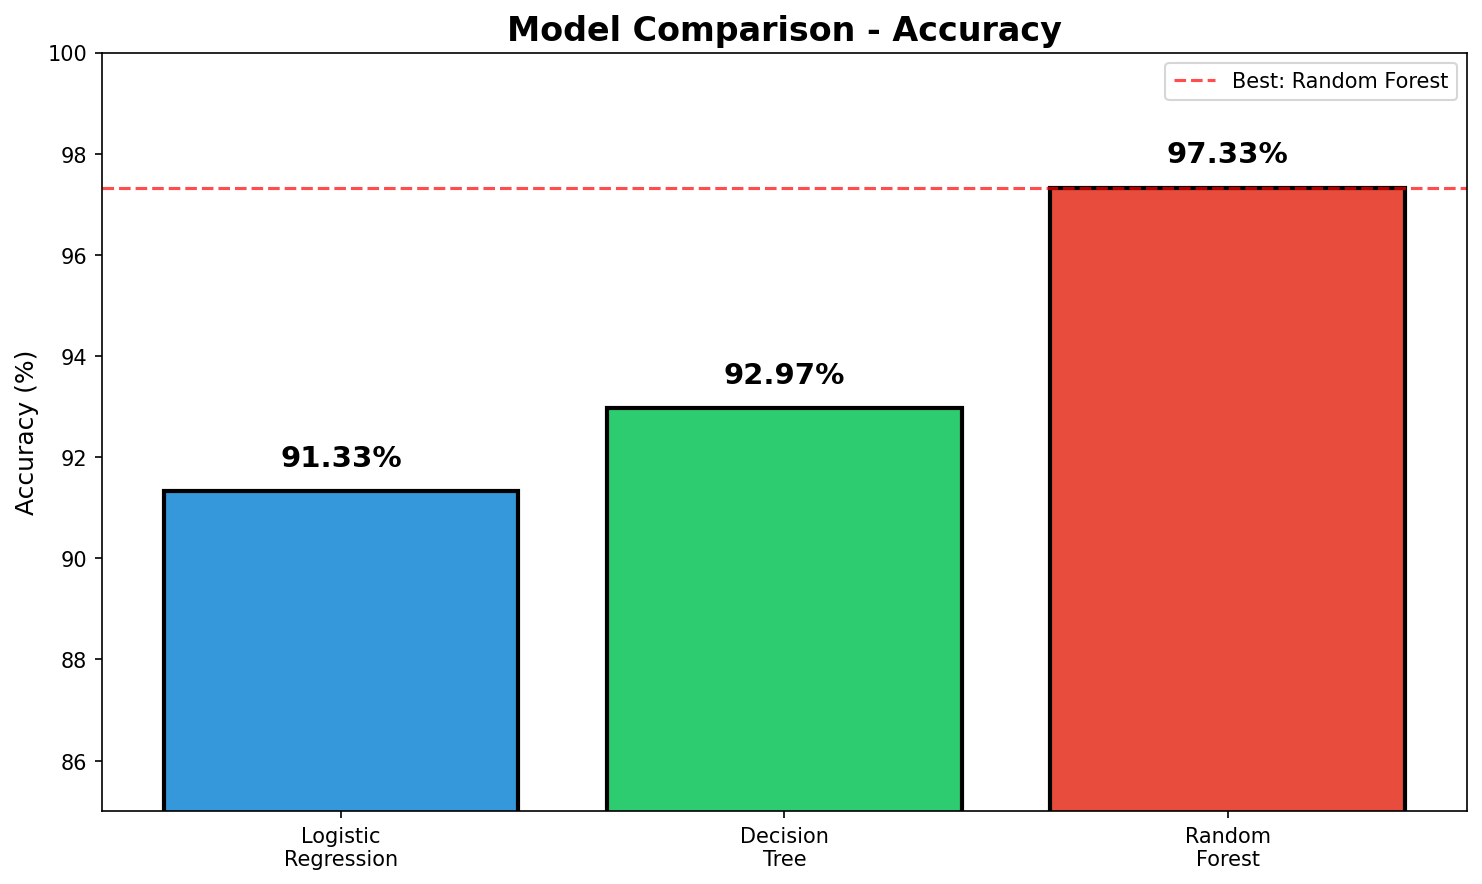 Model Comparison - Accuracy
100
98
96
94
92
90
88
86
Accuracy (%)
Best: Random Forest
91.33%
92.97%
97.33%
Logistic
Regression
Decision
Tree
Random
Forest